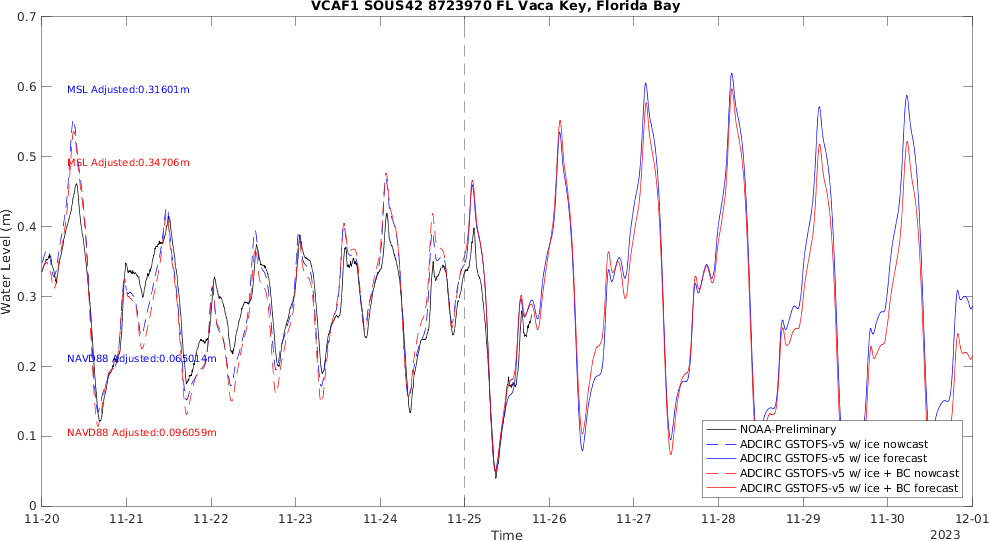 VCAF1 SOUS42 8723970 FL Vaca Key, Florida Bay
Water Level (m)
0.7
0.6
0.5
0.4
0.3
0.2
0.1
0
MSL Adjusted:0.31601m
MSL Adjusted:0.34706m
NAVD88 Adjusted:0.065014m
NAVD88 Adjusted:0.096059m
NOAA-Preliminary
ADCIRC GSTOFS-v5 w/ ice nowcast
ADCIRC GSTOFS-v5 w/ ice forecast
ADCIRC GSTOFS-v5 w/ ice + BC nowcast
ADCIRC GSTOFS-v5 w/ ice + BC forecast
11-20 11-21 11-22 11-23 11-24 11-25 11-26 11-27 11-28 11-29 11-30 12-01
Time
2023